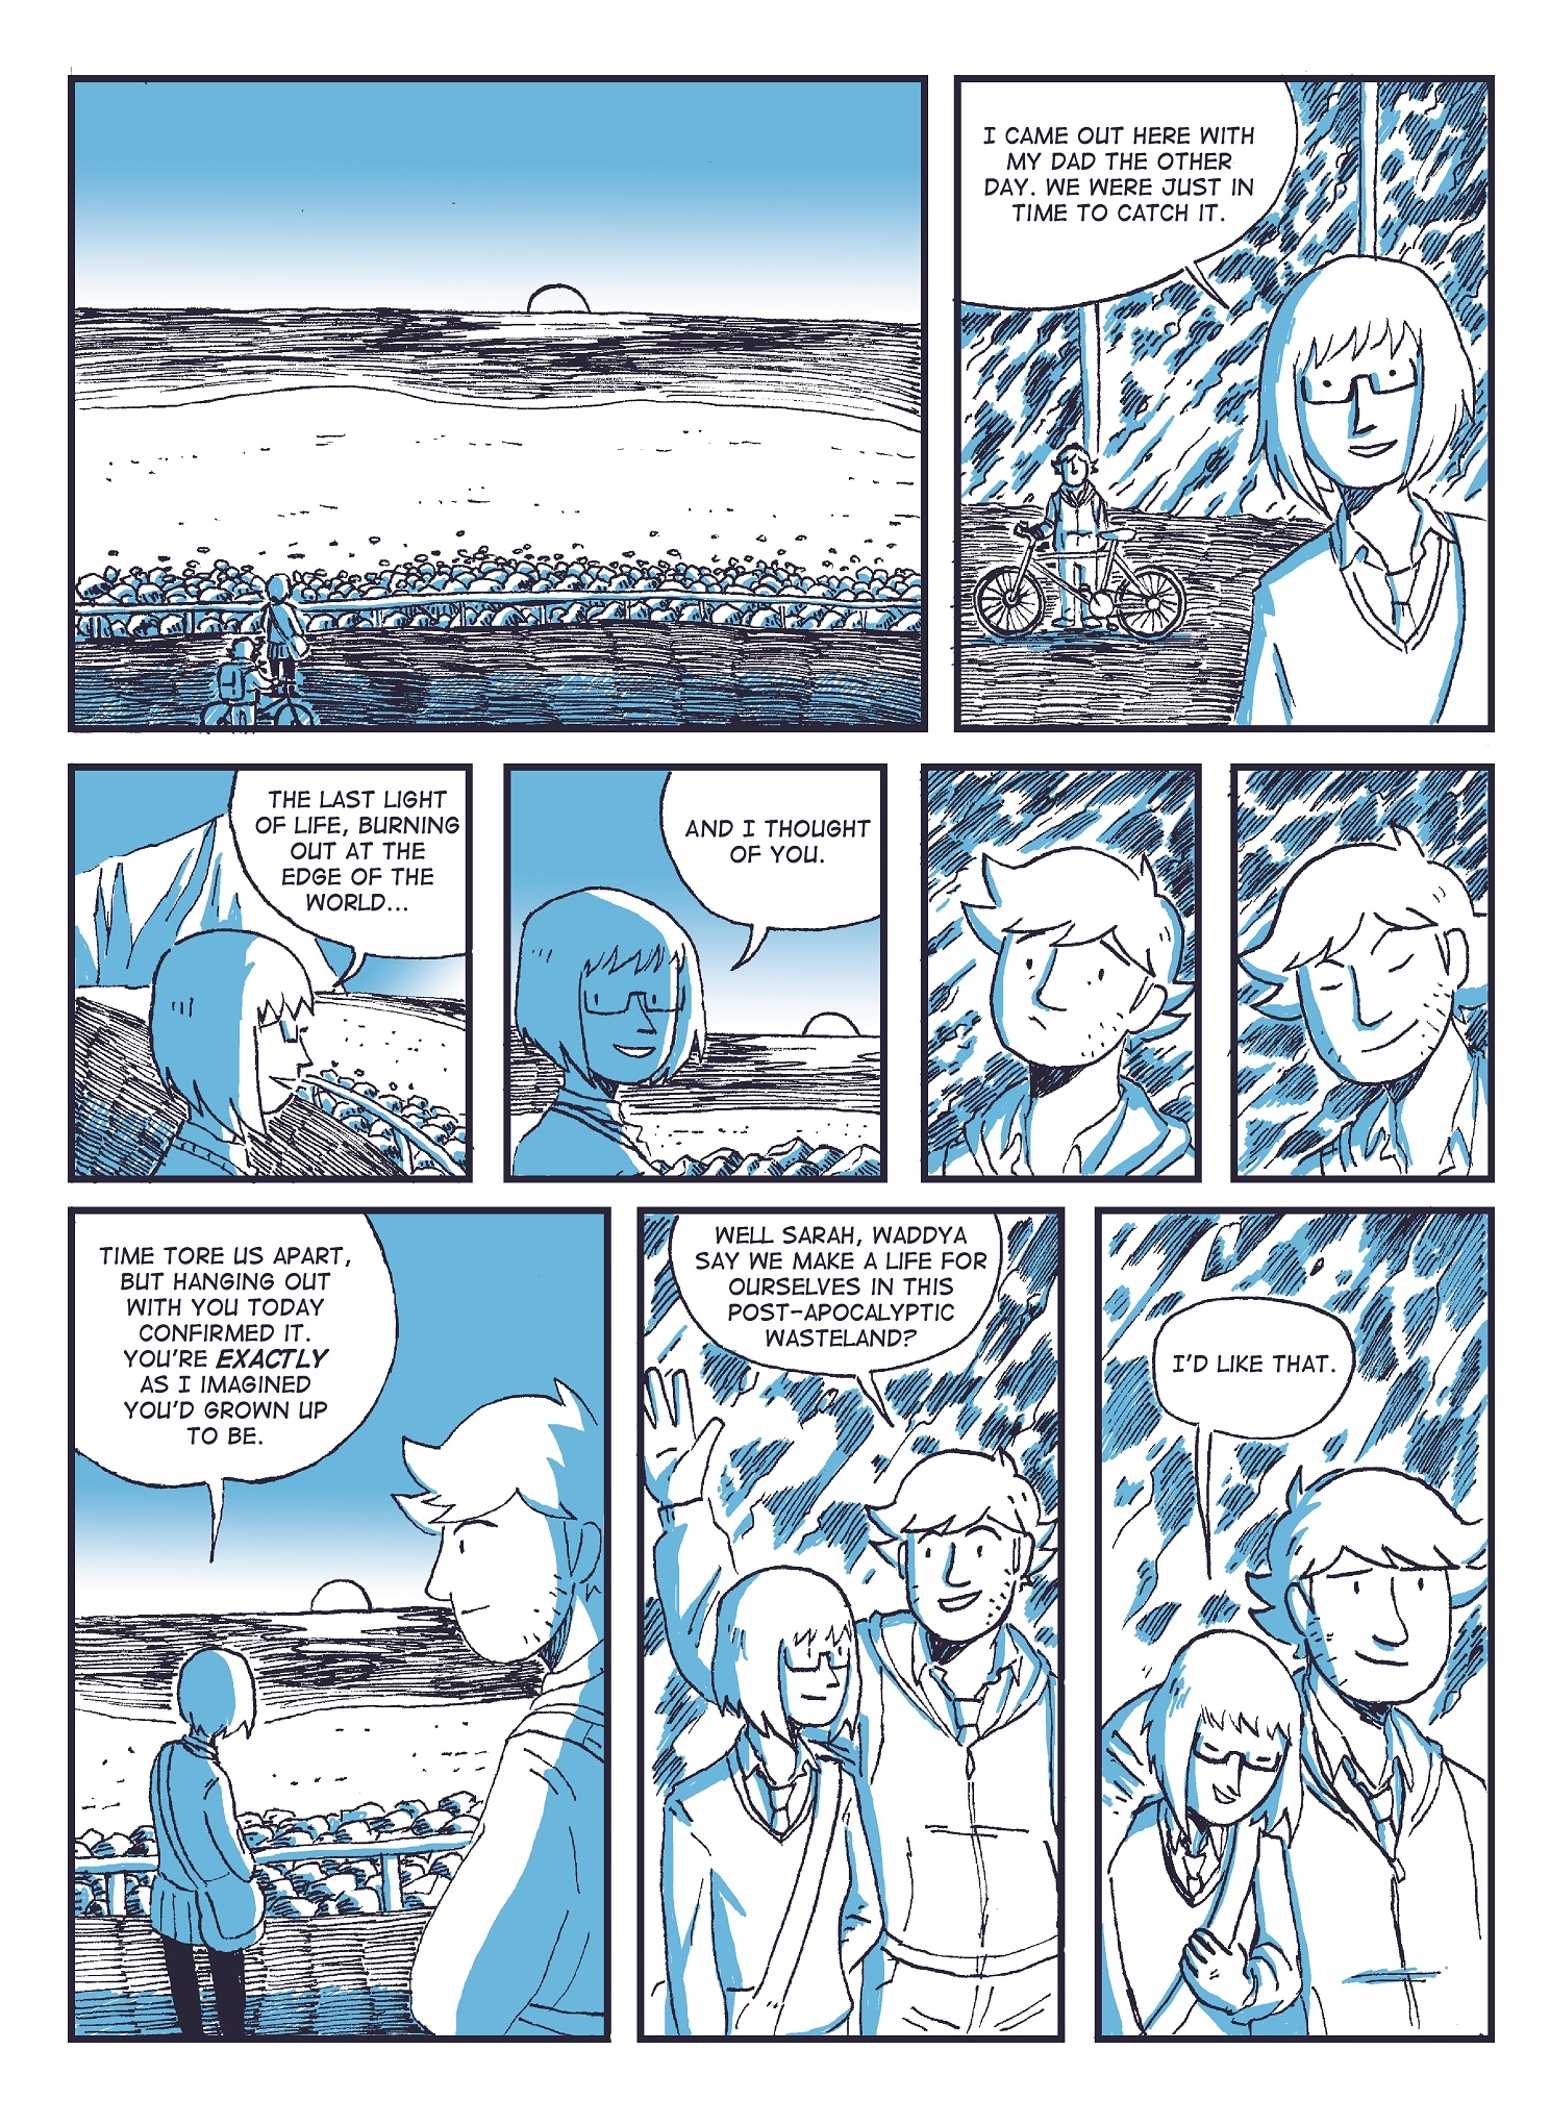 I CAME OUT HERE WITH
MY DAD THE OTHER
DAY. WE WERE JUST IN
TIME TO CATCH IT.
THE LAST LIGHT
OF LIFE, BURNING
OUT AT THE
EDGE OF THE
WORLD...
AND I THOUGHT
OF YOU.
TIME TORE US APART,
BUT HANGING OUT
WITH YOU TODAY
CONFIRMED IT.
YOU'RE EXACTLY
AS I IMAGINED
YOU'D GROWN UP
TO BE.
WELL SARAH, WADDYA
SAY WE MAKE A LIFE FOR
OURSELVES IN THIS
POST-APOCALYPTIC
WASTELAND?
I'D LIKE THAT.